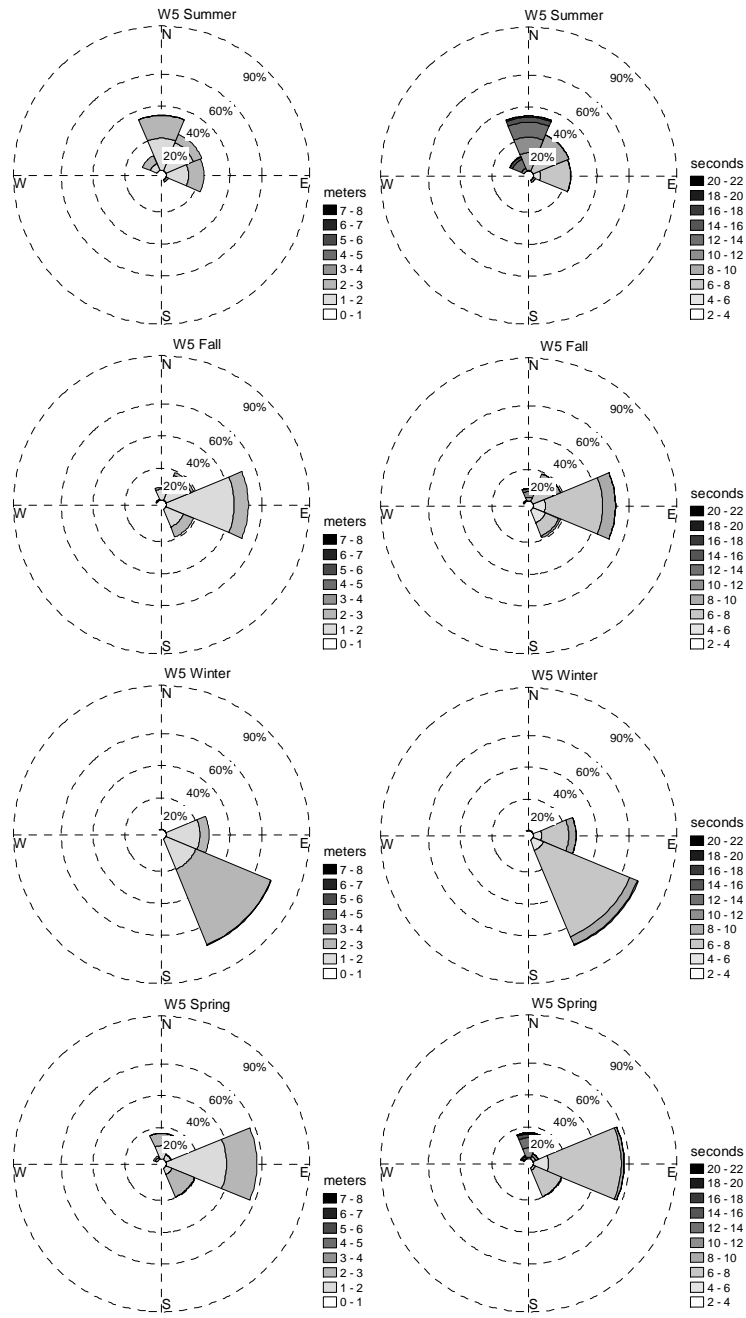 W5 Summer
N
90%
60%
40%
20%
W
E
S
meters
7 - 8
6 - 7
5 - 6
4 - 5
3 - 4
2 - 3
1 - 2
0 - 1
W5 Summer
N
90%
60%
40%
20%
W
E
S
seconds
20 - 22
18 - 20
16 - 18
14 - 16
12 - 14
10 - 12
8 - 10
6 - 8
4 - 6
2 - 4
W5 Fall
N
90%
60%
40%
20%
W
E
S
meters
7 - 8
6 - 7
5 - 6
4 - 5
3 - 4
2 - 3
1 - 2
0 - 1
W5 Fall
N
90%
60%
40%
20%
W
E
S
seconds
20 - 22
18 - 20
16 - 18
14 - 16
12 - 14
10 - 12
8 - 10
6 - 8
4 - 6
2 - 4
W5 Winter
N
90%
60%
40%
20%
W
E
S
meters
7 - 8
6 - 7
5 - 6
4 - 5
3 - 4
2 - 3
1 - 2
0 - 1
W5 Winter
N
90%
60%
40%
20%
W
E
S
seconds
20 - 22
18 - 20
16 - 18
14 - 16
12 - 14
10 - 12
8 - 10
6 - 8
4 - 6
2 - 4
W5 Spring
N
90%
60%
40%
20%
W
E
S
meters
7 - 8
6 - 7
5 - 6
4 - 5
3 - 4
2 - 3
1 - 2
0 - 1
W5 Spring
N
90%
60%
40%
20%
W
E
S
seconds
20 - 22
18 - 20
16 - 18
14 - 16
12 - 14
10 - 12
8 - 10
6 - 8
4 - 6
2 - 4